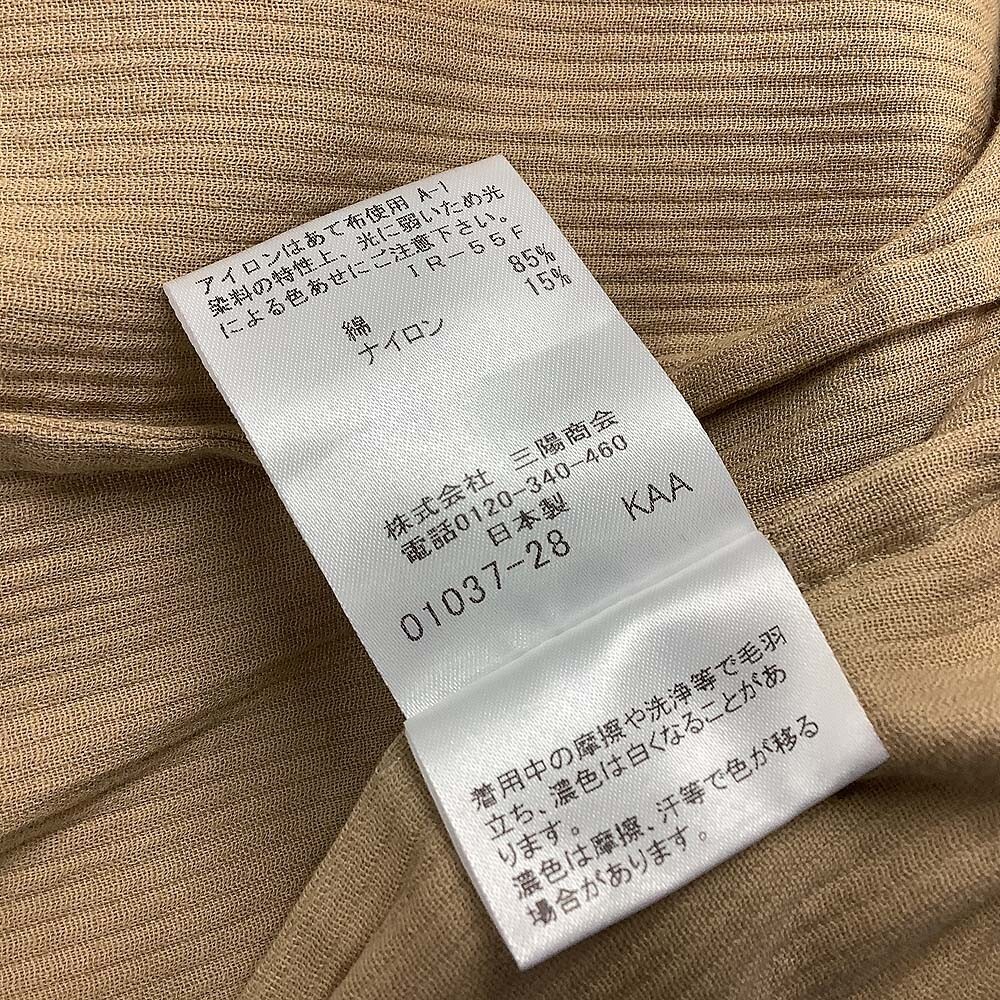 アイロンはあて布使用 A-1
染料の特性上、光に弱いため光
による色あせにご注意下さい。
IR-55F
綿 85%
ナイロン 15%
株式会社 三陽商会
電話0120-340-460
日本製
01037-28 KAA
着用中の摩擦や洗浄等で毛羽
立ち、濃色は白くなることがあ
ります。
濃色は摩擦、汗等で色が移る
場合があります。